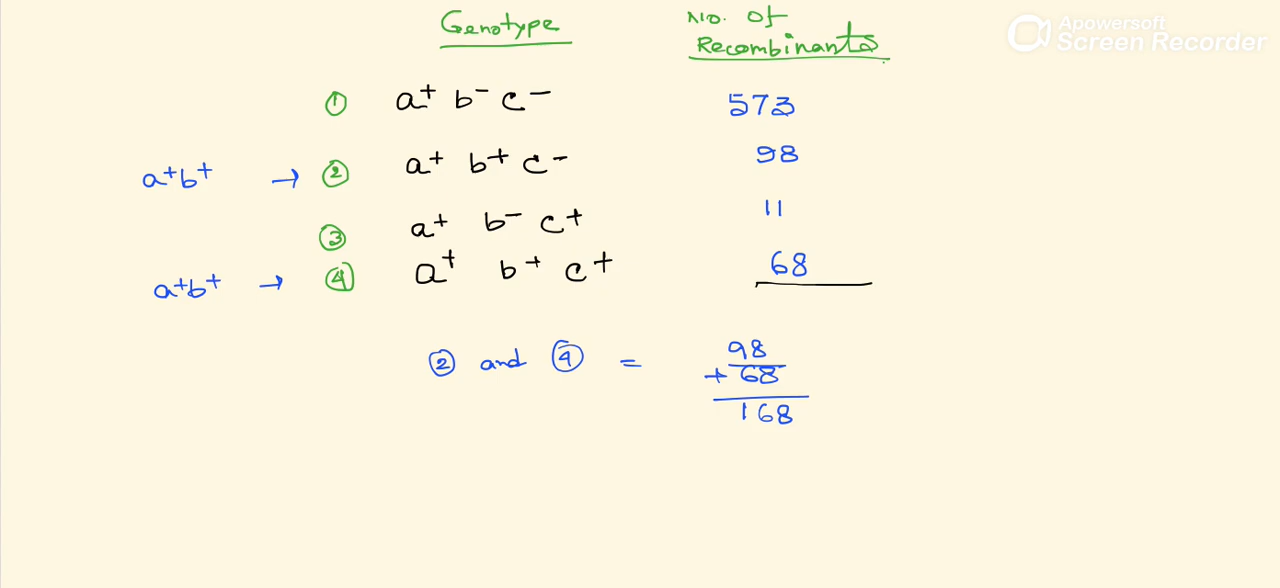 Genotype No. of Recombinants
Apowersoft Screen Recorder
① a+ b- c- 573
a+b+ → ② a+ b+ c- 98
③ a+ b- c+ 11
a+b+ → ④ a+ b+ c+ 68
② and ④ = 98
+ 68
168